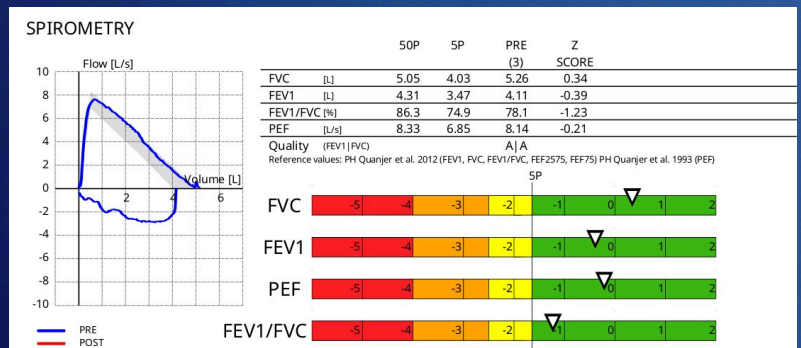 SPIROMETRY
50P 5P PRE Z
(3) SCORE
FVC [L] 5.05 4.03 5.26 0.34
FEV1 [L] 4.31 3.47 4.11 -0.39
FEV1/FVC [%] 86.3 74.9 78.1 -1.23
PEF [L/s] 8.33 6.85 8.14 -0.21
Quality (FEV1|FVC) A|A
Reference values: PH Quanjer et al. 2012 (FEV1, FVC, FEV1/FVC, FEF2575, FEF75) PH Quanjer et al. 1993 (PEF)
Flow [L/s]
10
8
6
4
2
0
-2
-4
-6
-8
-10
Volume [L]
2 4 6
PRE
POST
5P
FVC -5 -4 -3 -2 -1 0 1 2
FEV1 -5 -4 -3 -2 -1 0 1 2
PEF -5 -4 -3 -2 -1 0 1 2
FEV1/FVC -5 -4 -3 -2 -1 0 1 2
5P